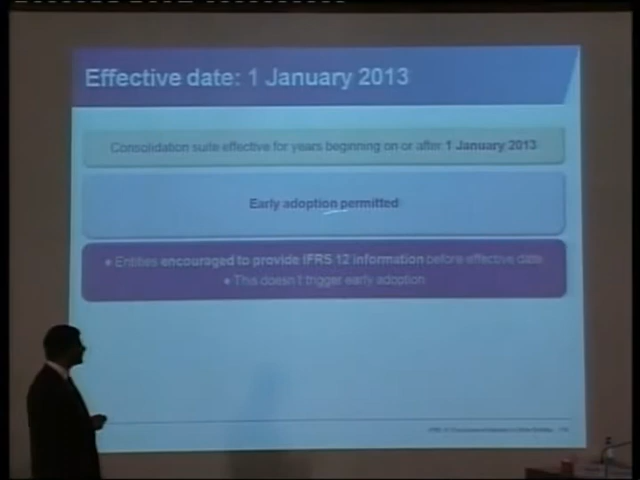 Effective date: 1 January 2013
Consolidation suite effective for years beginning on or after 1 January 2013
Early adoption permitted
• Entities encouraged to provide IFRS 12 information before effective date
• This doesn't trigger early adoption